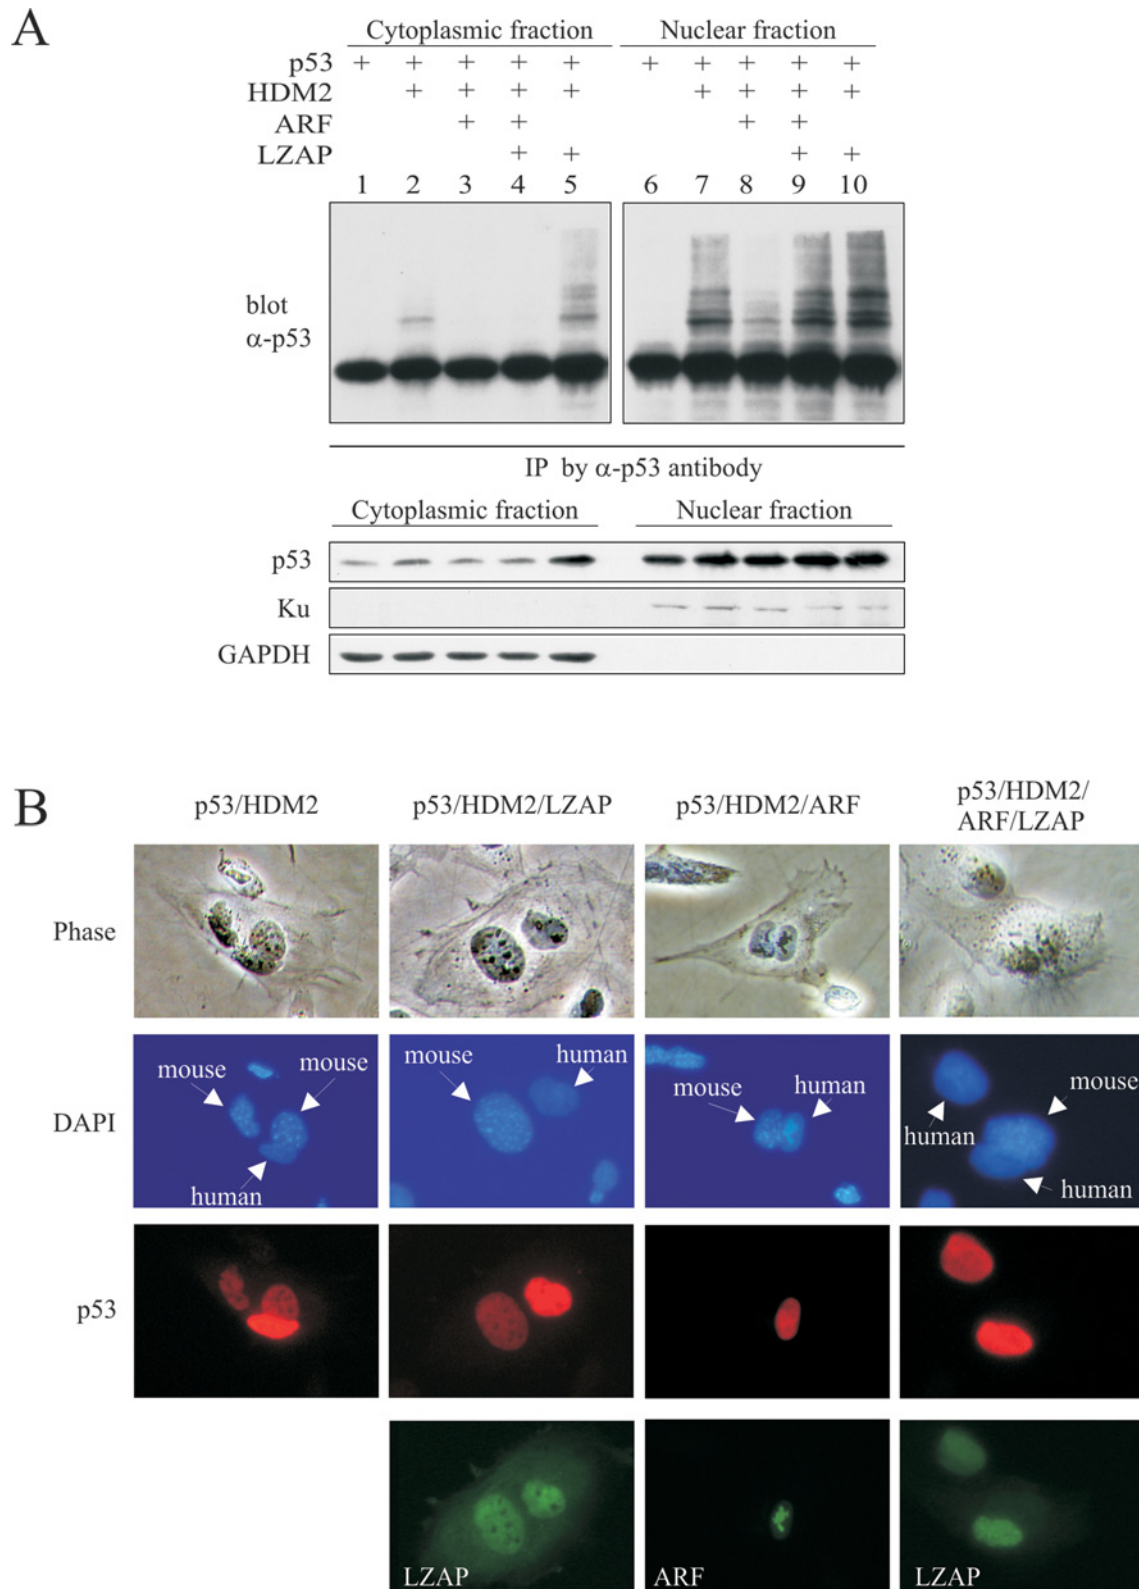 A
Cytoplasmic fraction Nuclear fraction
p53 + + + + + + + + + +
HDM2 + + + + + + + +
ARF + + + +
LZAP + + + +
1 2 3 4 5 6 7 8 9 10
blot
α-p53
IP by α-p53 antibody
Cytoplasmic fraction Nuclear fraction
p53
Ku
GAPDH
B
p53/HDM2 p53/HDM2/LZAP p53/HDM2/ARF p53/HDM2/
ARF/LZAP
Phase
DAPI
mouse mouse
human
mouse human
mouse human
mouse
human
human
p53
LZAP ARF LZAP